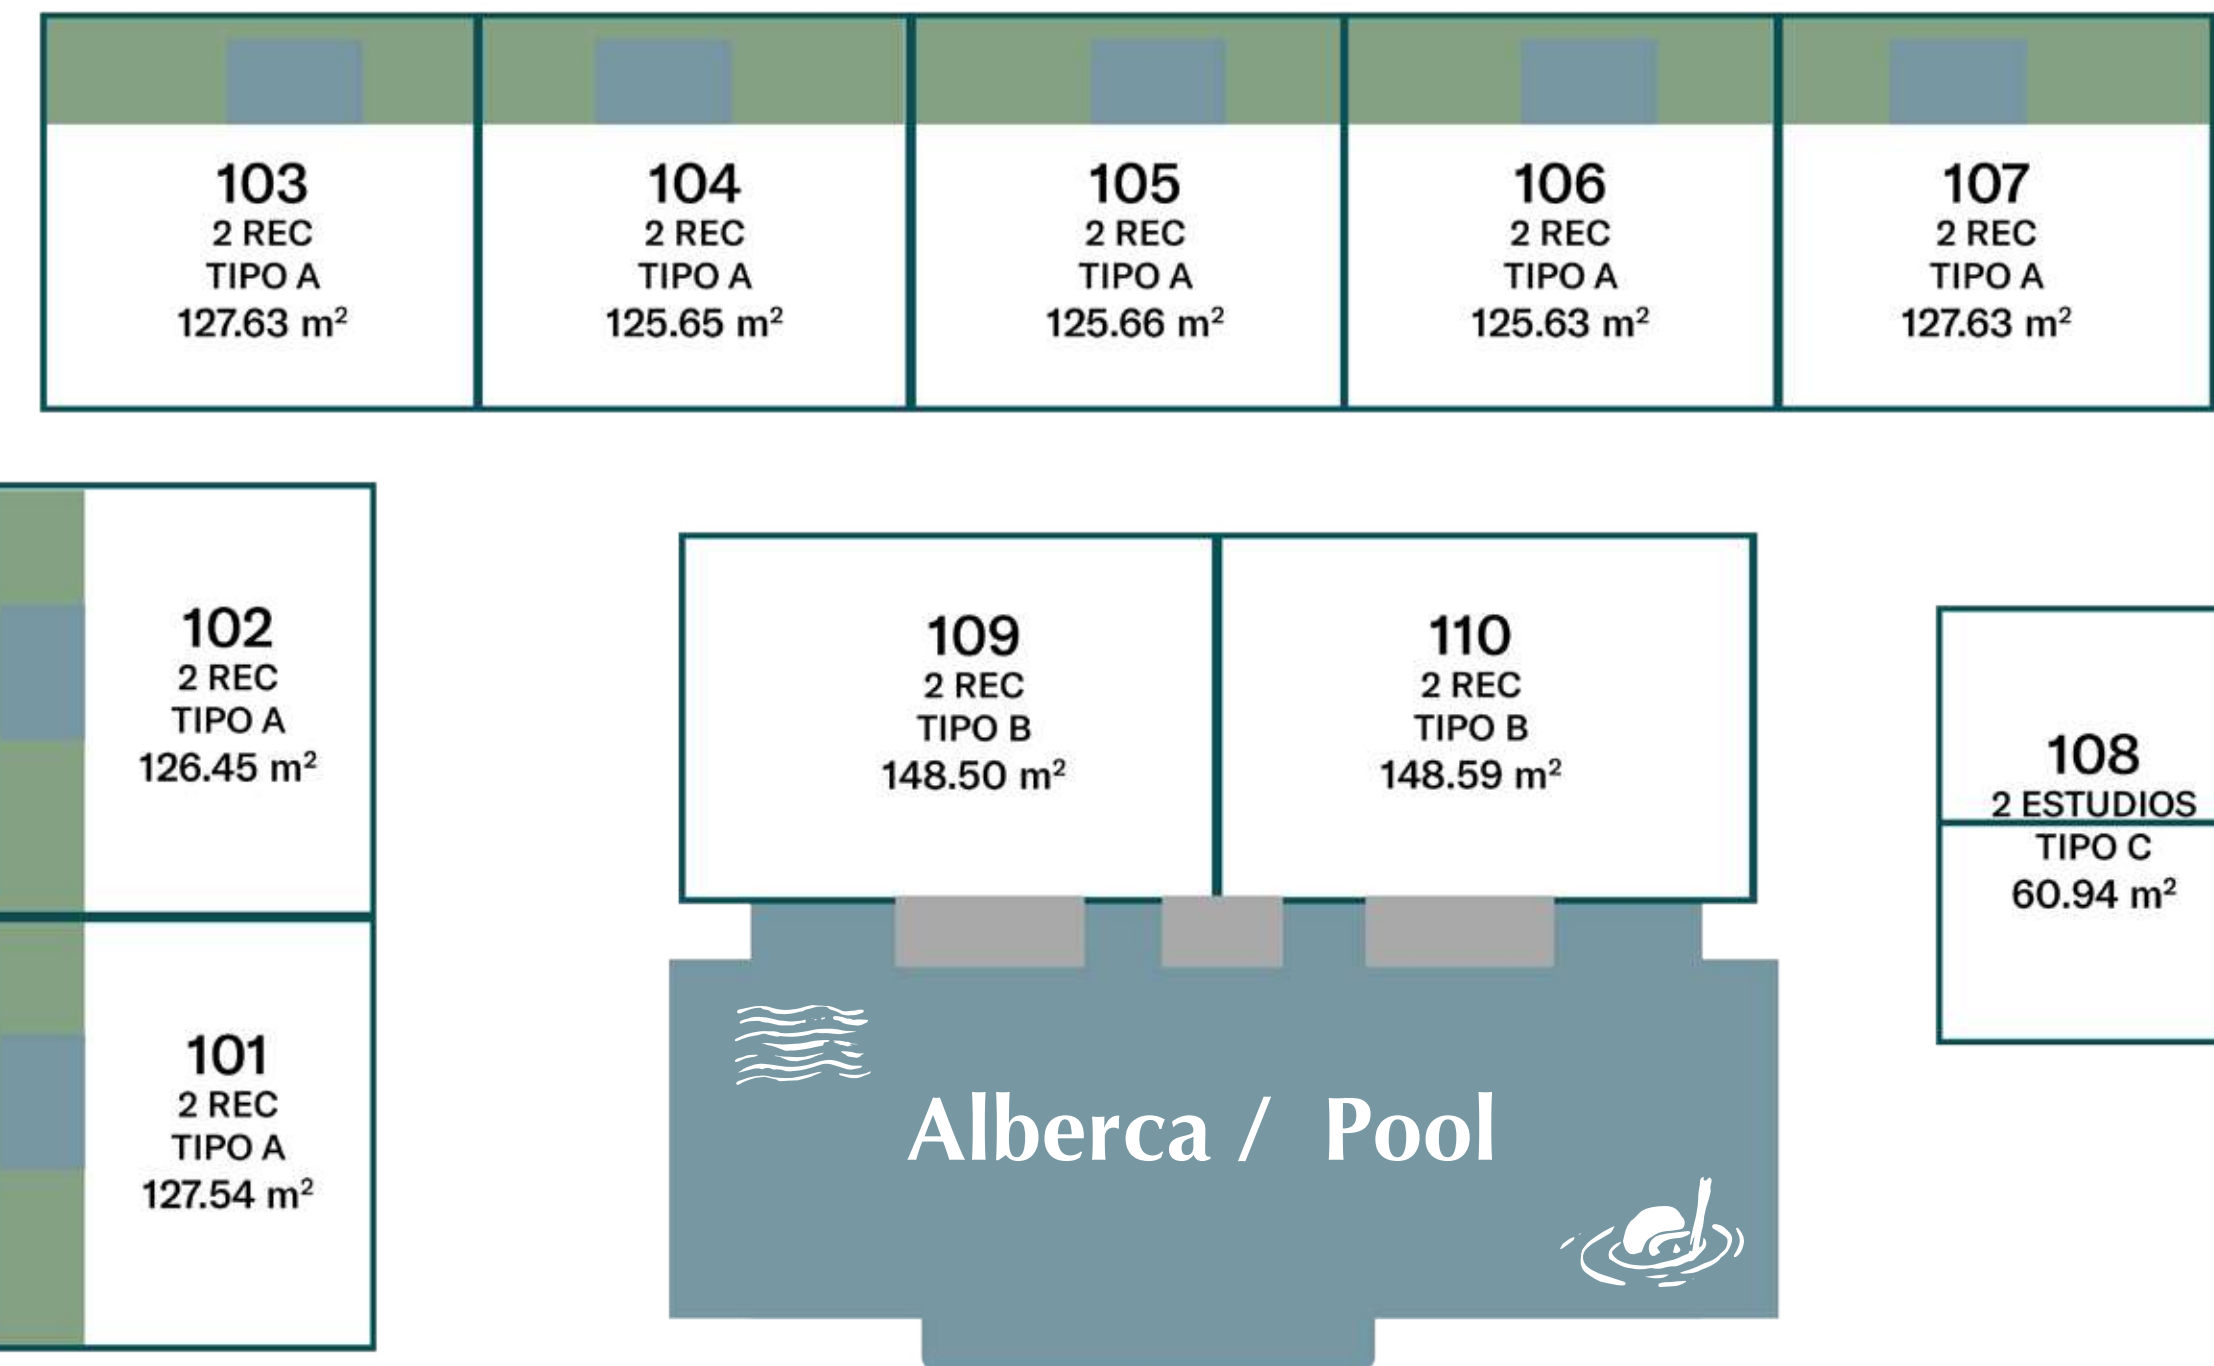 103
2 REC
TIPO A
127.63 m²
104
2 REC
TIPO A
125.65 m²
105
2 REC
TIPO A
125.66 m²
106
2 REC
TIPO A
125.63 m²
107
2 REC
TIPO A
127.63 m²
102
2 REC
TIPO A
126.45 m²
101
2 REC
TIPO A
127.54 m²
109
2 REC
TIPO B
148.50 m²
110
2 REC
TIPO B
148.59 m²
108
2 ESTUDIOS
TIPO C
60.94 m²
Alberca / Pool